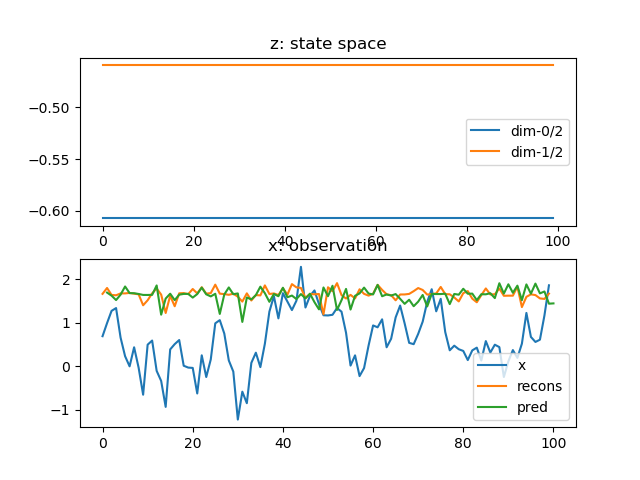 z: state space
−0.50
−0.55
−0.60
dim-0/2
dim-1/2
0 20 40 60 80 100
x: observation
2
1
0
−1
x
recons
pred
0 20 40 60 80 100